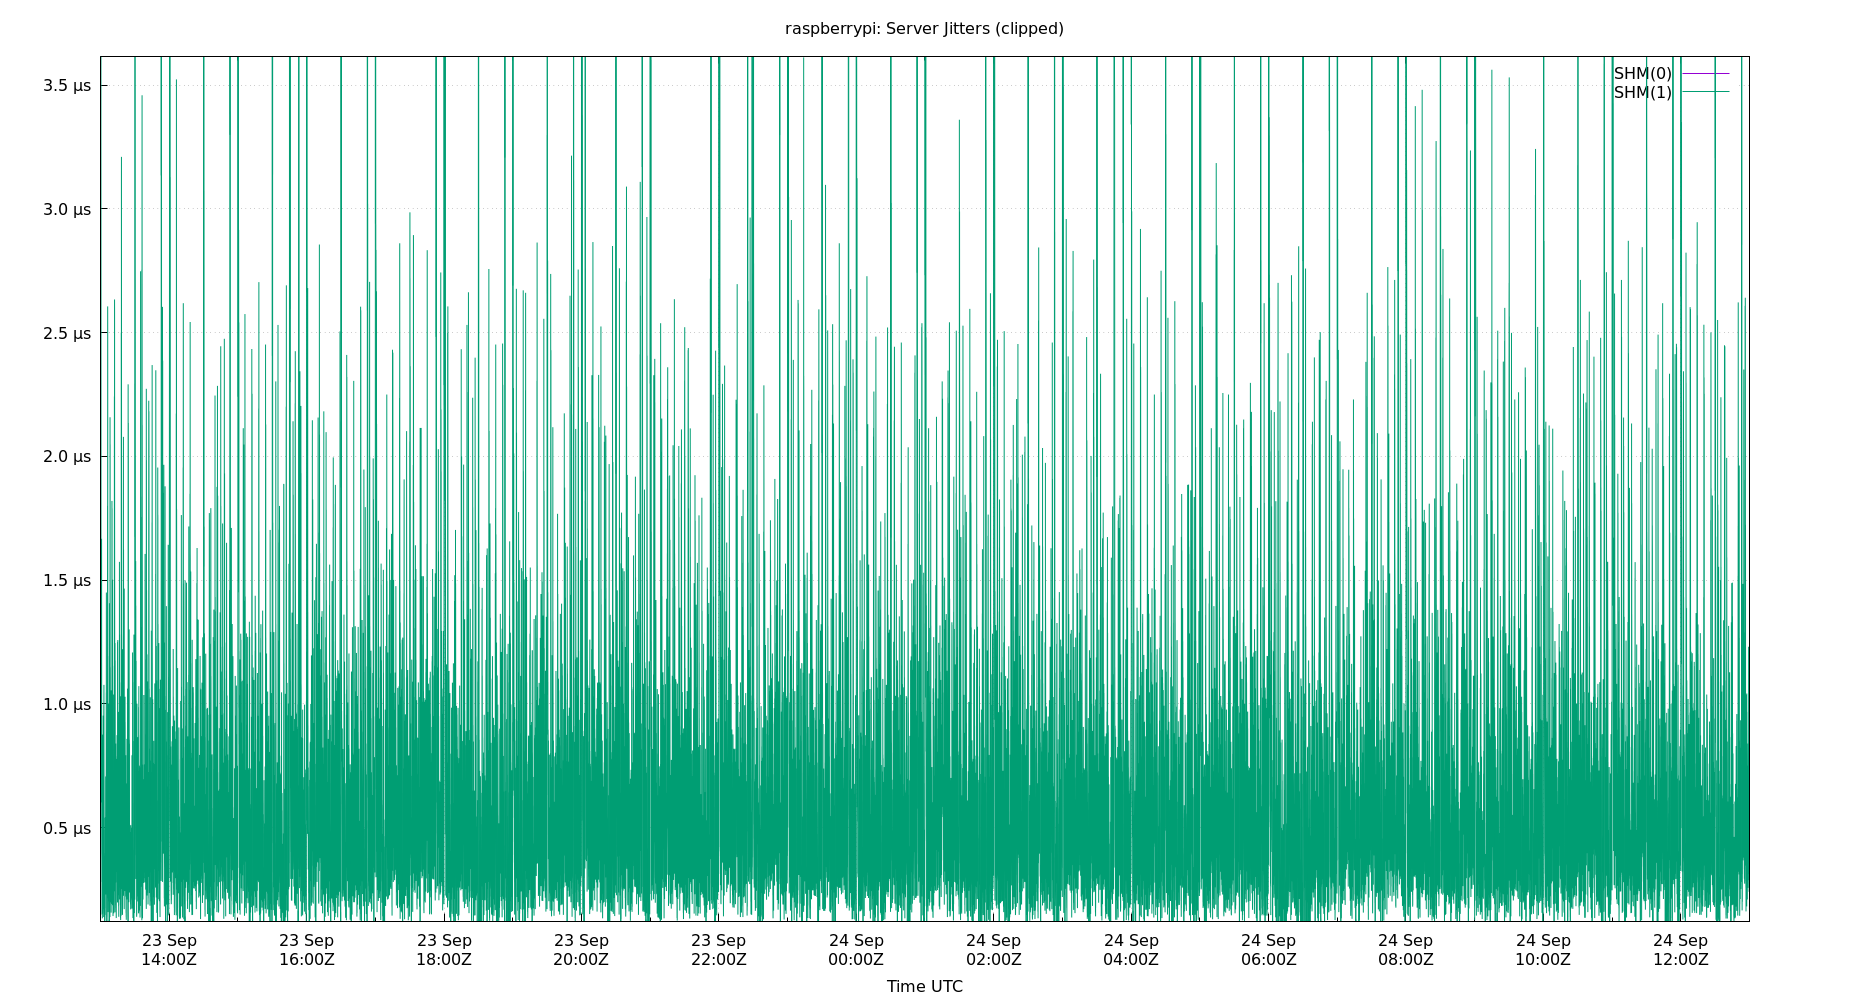 raspberrypi: Server Jitters (clipped)
SHM(0)
SHM(1)
3.5 µs
3.0 µs
2.5 µs
2.0 µs
1.5 µs
1.0 µs
0.5 µs
23 Sep 23 Sep 23 Sep 23 Sep 23 Sep 24 Sep 24 Sep 24 Sep 24 Sep 24 Sep 24 Sep 24 Sep
14:00Z 16:00Z 18:00Z 20:00Z 22:00Z 00:00Z 02:00Z 04:00Z 06:00Z 08:00Z 10:00Z 12:00Z
Time UTC